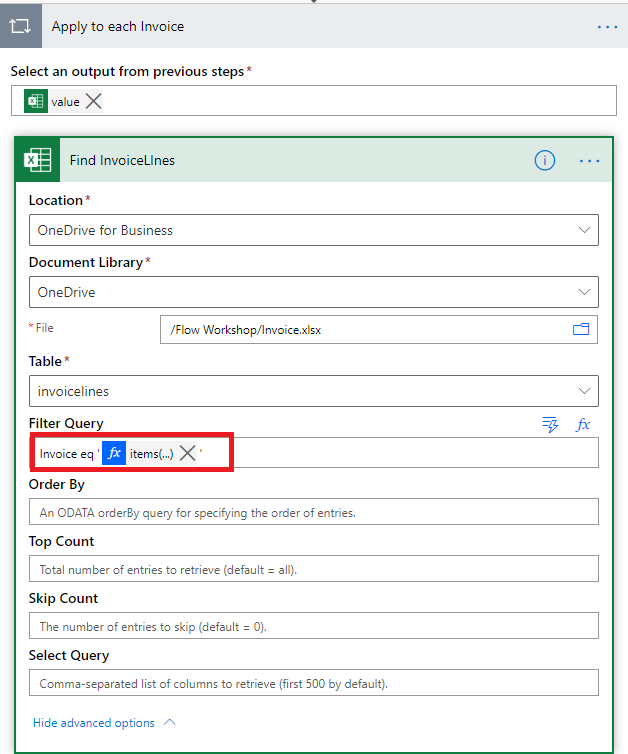 Apply to each Invoice
Select an output from previous steps*
value
Find InvoiceLInes
Location*
OneDrive for Business
Document Library*
OneDrive
* File
/Flow Workshop/Invoice.xlsx
Table*
invoicelines
Filter Query
fx
Invoice eq ' fx items(...) '
Order By
An ODATA orderBy query for specifying the order of entries.
Top Count
Total number of entries to retrieve (default = all).
Skip Count
The number of entries to skip (default = 0).
Select Query
Comma-separated list of columns to retrieve (first 500 by default).
Hide advanced options